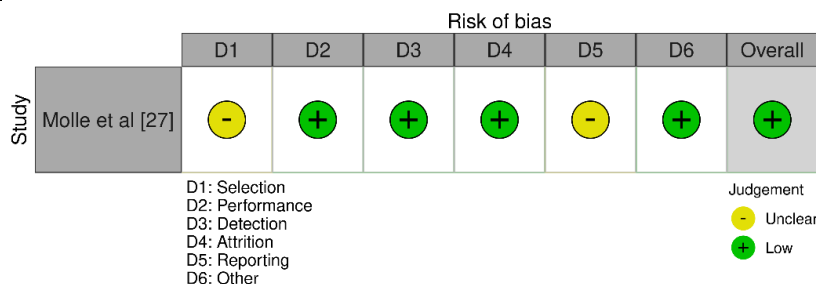 Risk of bias
D1 D2 D3 D4 D5 D6 Overall
Study
Molle et al [27] - + + + - + +
D1: Selection
D2: Performance
D3: Detection
D4: Attrition
D5: Reporting
D6: Other
Judgement
- Unclear
+ Low